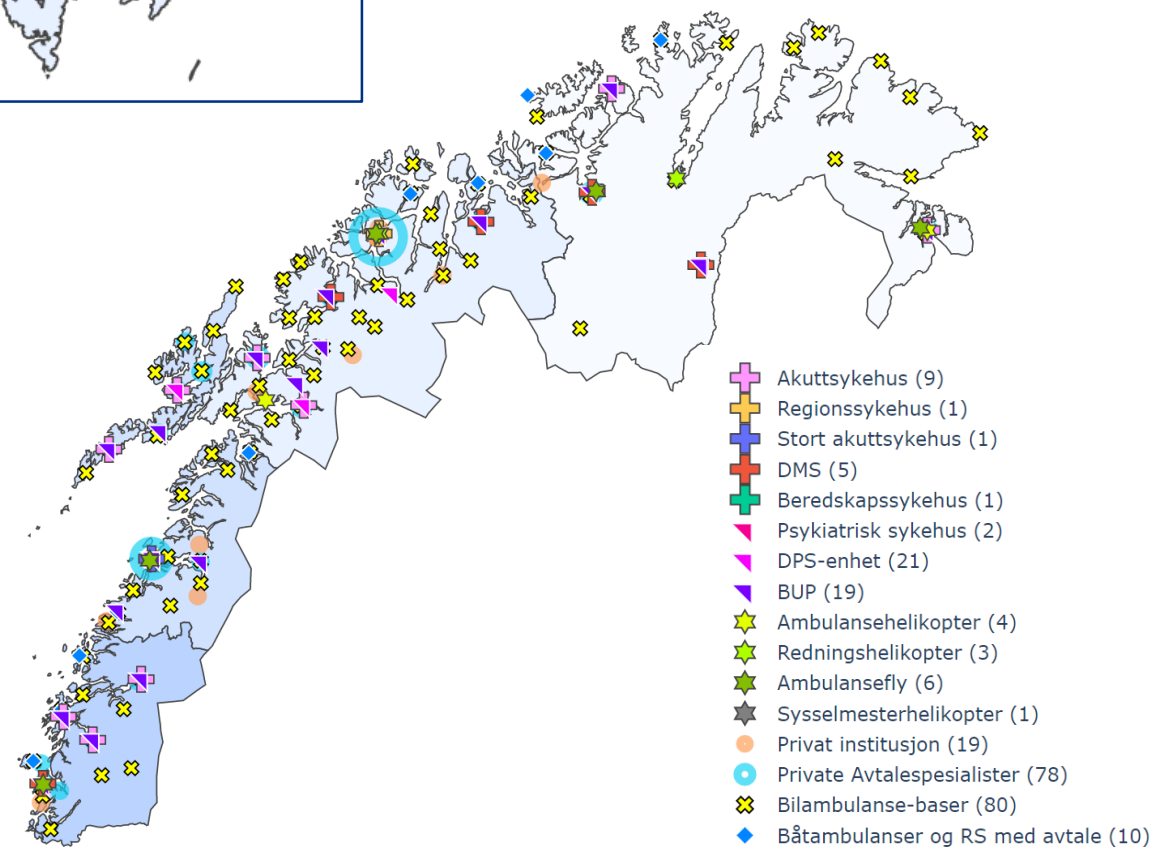 Akuttsykehus (9)
Regionssykehus (1)
Stort akuttsykehus (1)
DMS (5)
Beredskapssykehus (1)
Psykiatrisk sykehus (2)
DPS-enhet (21)
BUP (19)
Ambulansehelikopter (4)
Redningshelikopter (3)
Ambulansefly (6)
Sysselmesterhelikopter (1)
Privat institusjon (19)
Private Avtalespesialister (78)
Bilambulanse-baser (80)
Båtambulanser og RS med avtale (10)